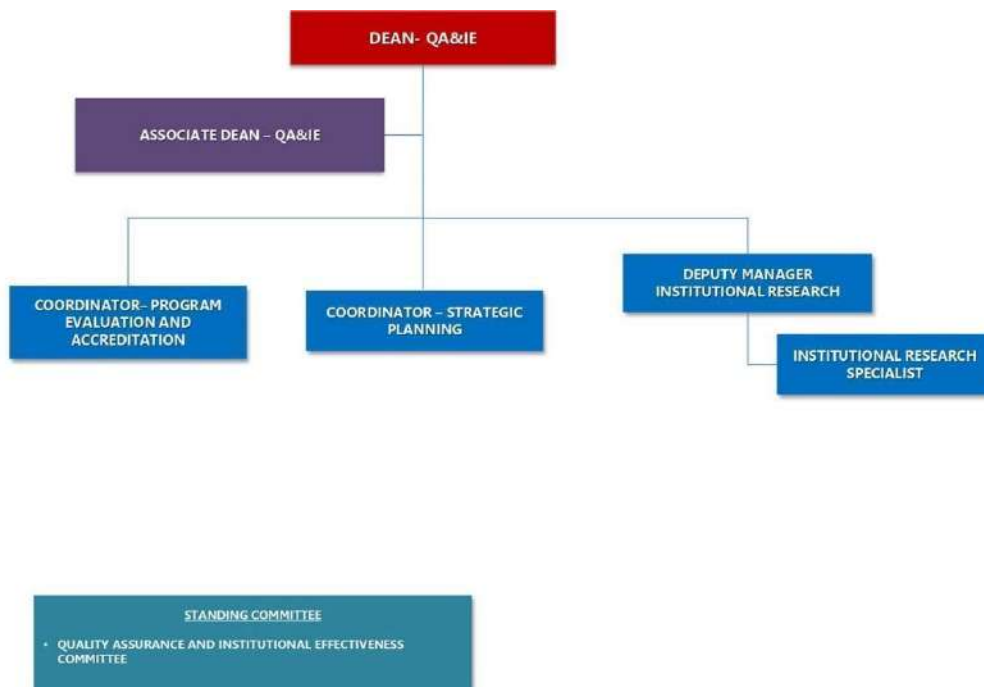 DEAN- QA&IE
ASSOCIATE DEAN – QA&IE
COORDINATOR– PROGRAM
EVALUATION AND
ACCREDITATION
COORDINATOR – STRATEGIC
PLANNING
DEPUTY MANAGER
INSTITUTIONAL RESEARCH
INSTITUTIONAL RESEARCH
SPECIALIST
STANDING COMMITTEE
• QUALITY ASSURANCE AND INSTITUTIONAL EFFECTIVENESS
COMMITTEE